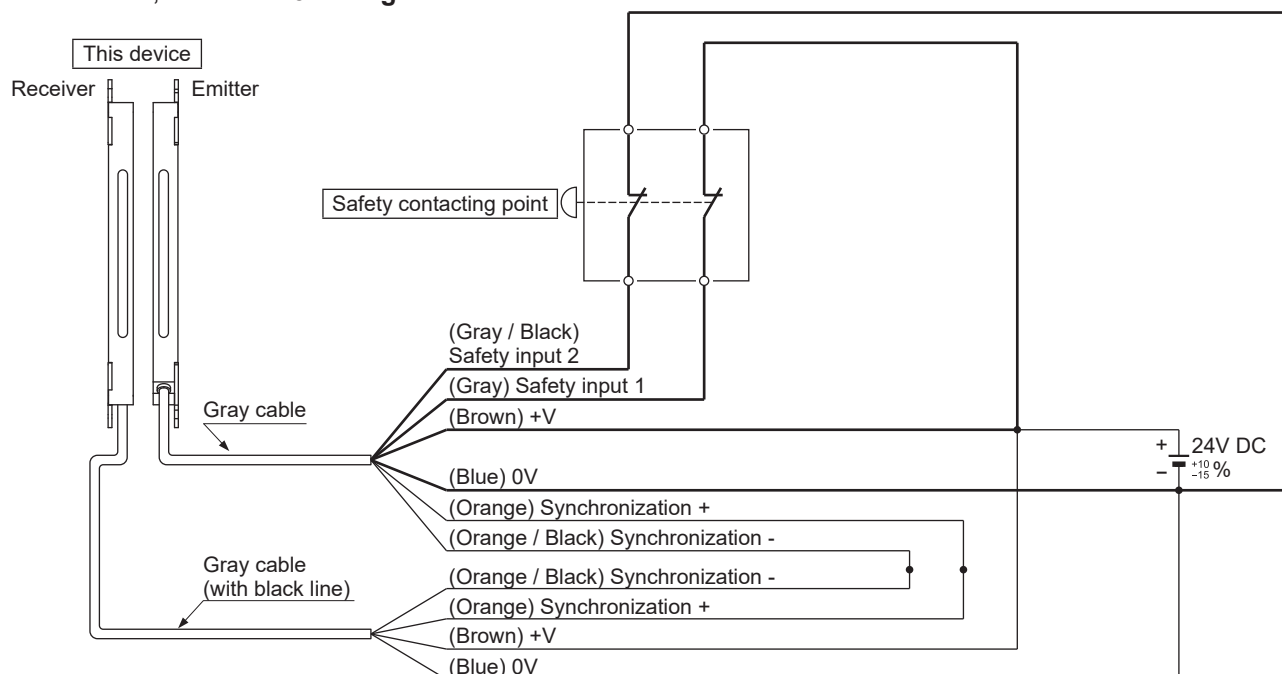 This device
Receiver
Emitter
Safety contacting point
(Gray / Black)
Safety input 2
(Gray) Safety input 1
(Brown) +V
Gray cable
+ 24V DC
− +10 −15 %
(Blue) 0V
(Orange) Synchronization +
(Orange / Black) Synchronization -
Gray cable
(with black line)
(Orange / Black) Synchronization -
(Orange) Synchronization +
(Brown) +V
(Blue) 0V